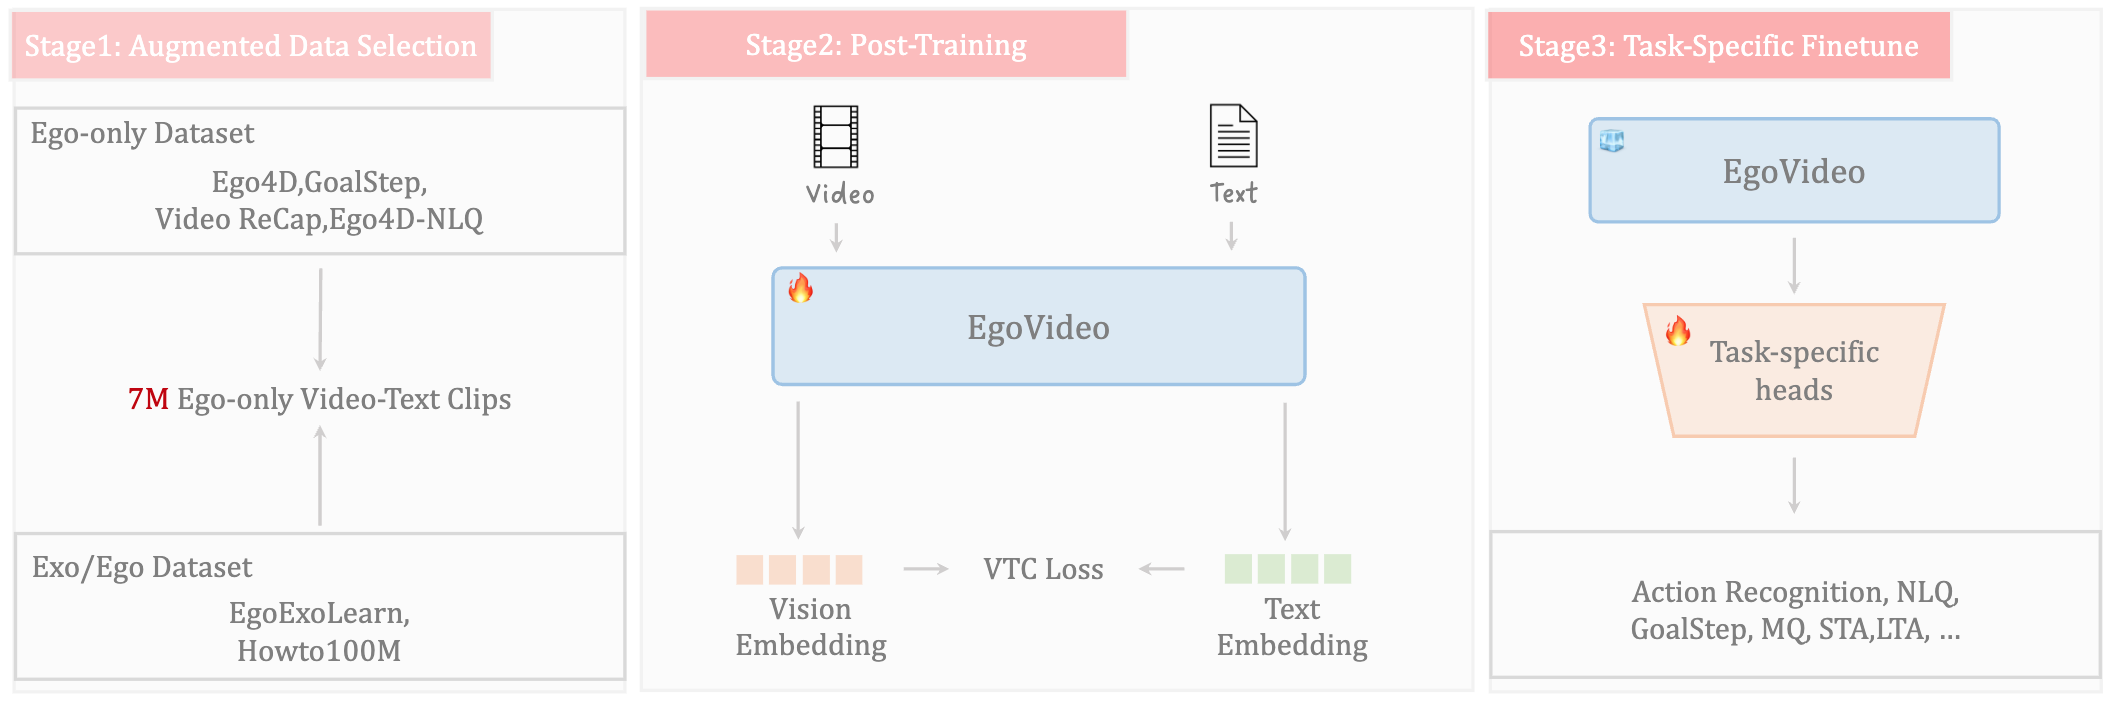 Stage1: Augmented Data Selection
Ego-only Dataset
Ego4D,GoalStep,
Video ReCap,Ego4D-NLQ
7M Ego-only Video-Text Clips
Exo/Ego Dataset
EgoExoLearn,
Howto100M
Stage2: Post-Training
Video
Text
EgoVideo
VTC Loss
Vision
Embedding
Text
Embedding
Stage3: Task-Specific Finetune
EgoVideo
Task-specific
heads
Action Recognition, NLQ,
GoalStep, MQ, STA,LTA, ...